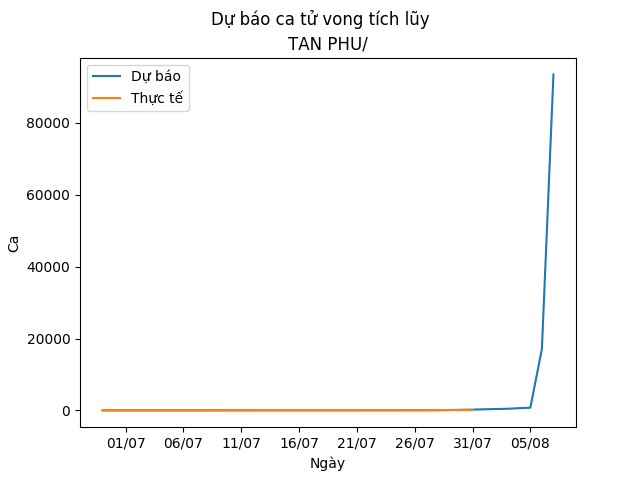 Dự báo ca tử vong tích lũy
TAN PHU/
Dự báo
Thực tế
80000
60000
40000
20000
0
Ca
01/07 06/07 11/07 16/07 21/07 26/07 31/07 05/08
Ngày